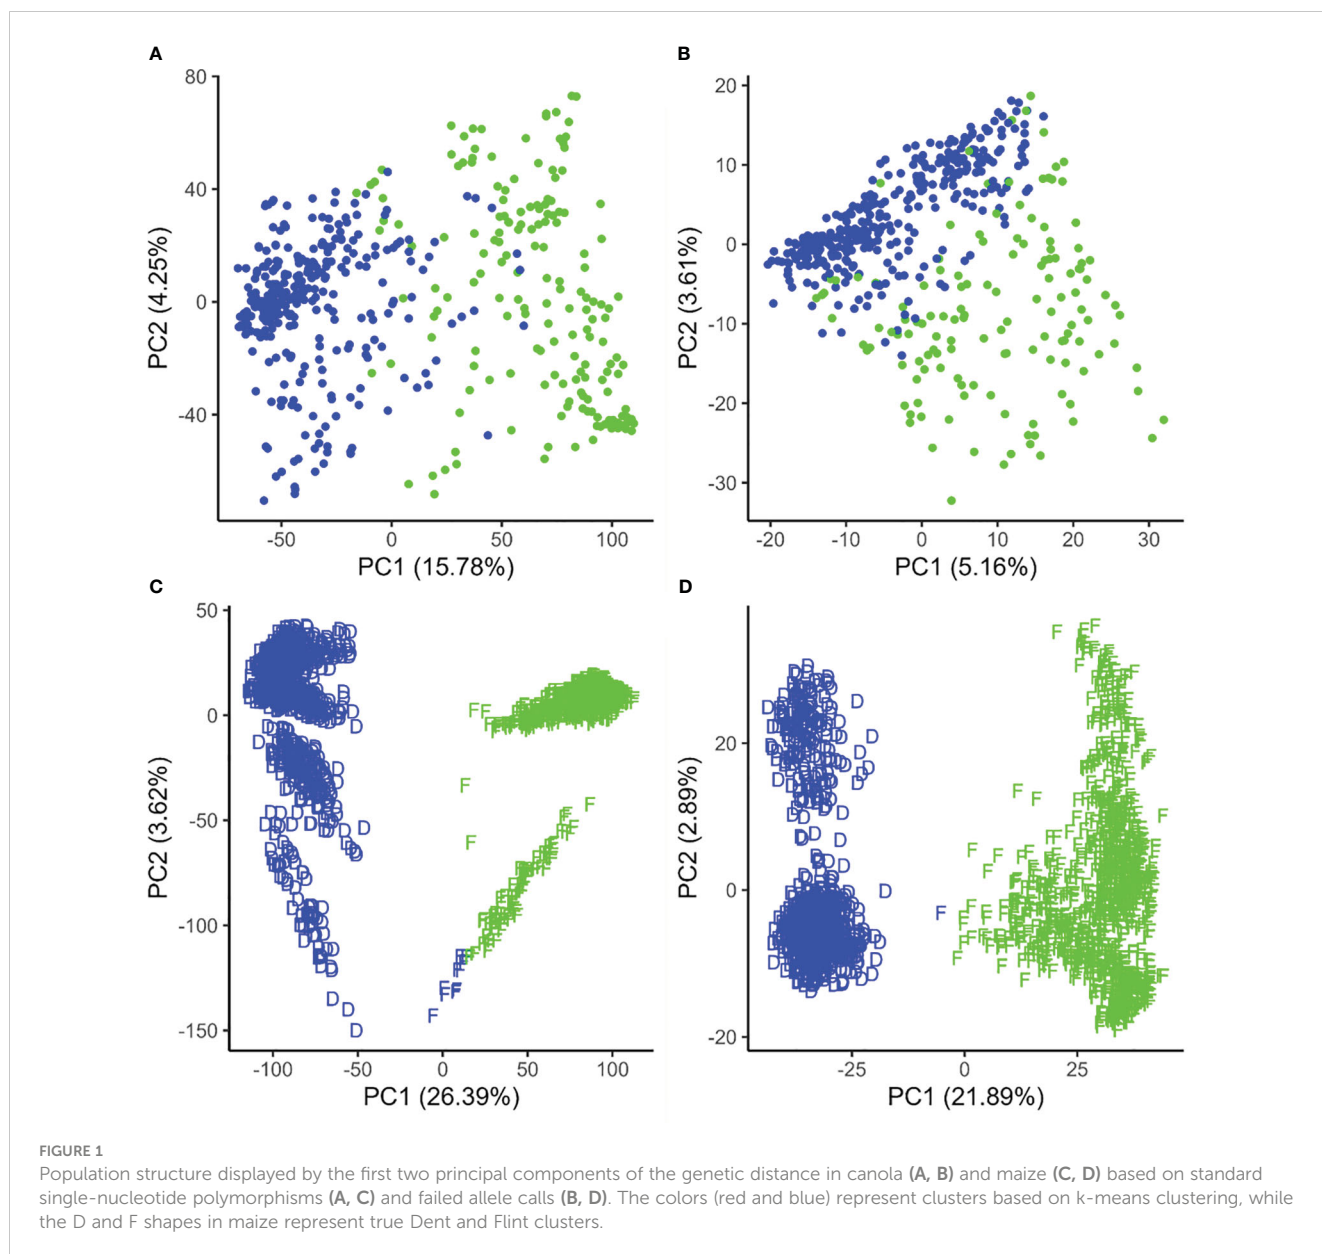 A
B
80
40
0
-40
PC2 (4.25%)
-50
0
50
100
PC1 (15.78%)
20
10
0
-10
-20
-30
PC2 (3.61%)
-20
-10
0
10
20
30
PC1 (5.16%)
C
D
50
0
-50
-100
-150
PC2 (3.62%)
-100
-50
0
50
100
PC1 (26.39%)
20
0
-20
PC2 (2.89%)
-25
0
25
PC1 (21.89%)
FIGURE 1
Population structure displayed by the first two principal components of the genetic distance in canola (A, B) and maize (C, D) based on standard
single-nucleotide polymorphisms (A, C) and failed allele calls (B, D). The colors (red and blue) represent clusters based on k-means clustering, while
the D and F shapes in maize represent true Dent and Flint clusters.